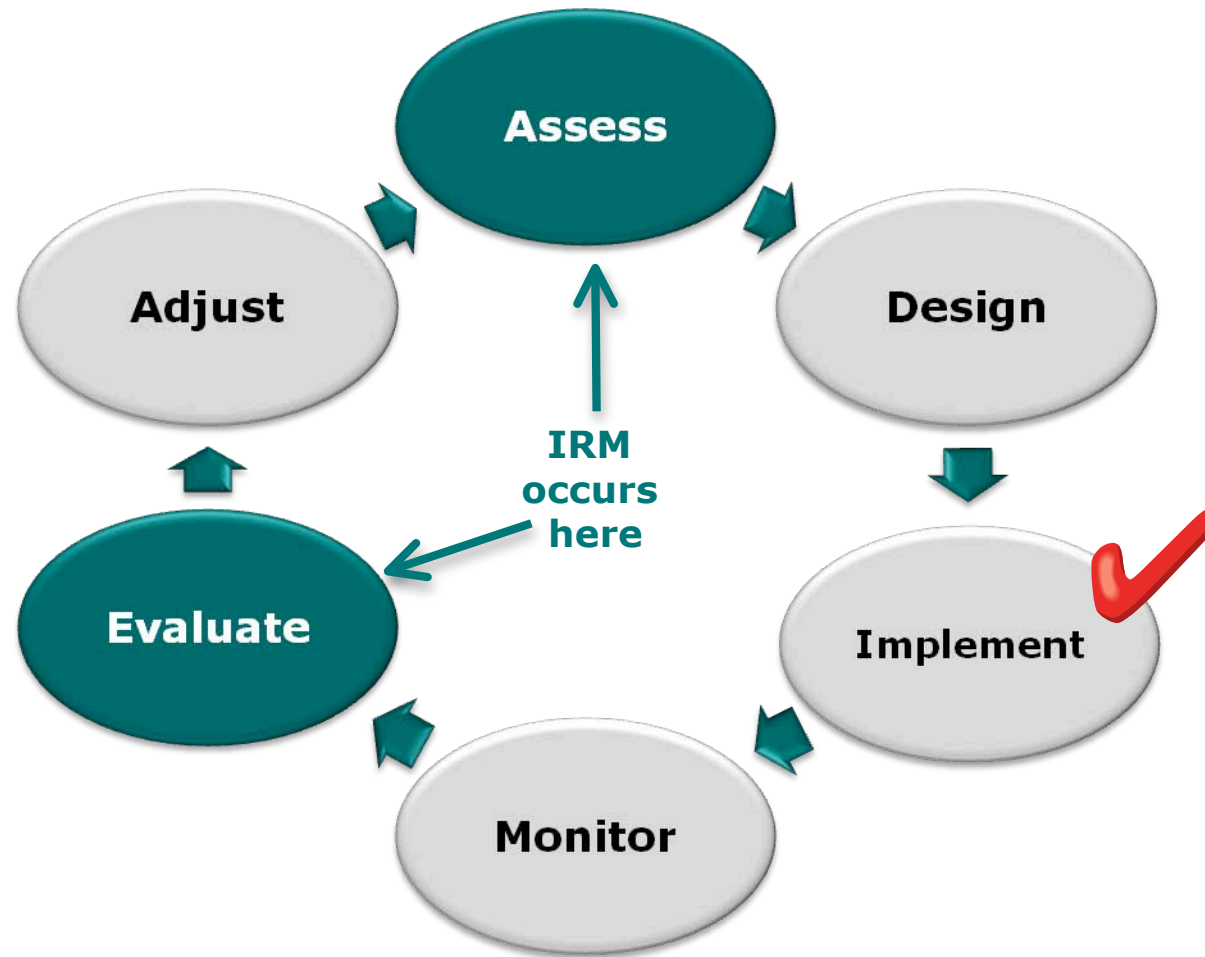 Assess
Adjust
Design
IRM
occurs
here
Evaluate
Implement
Monitor